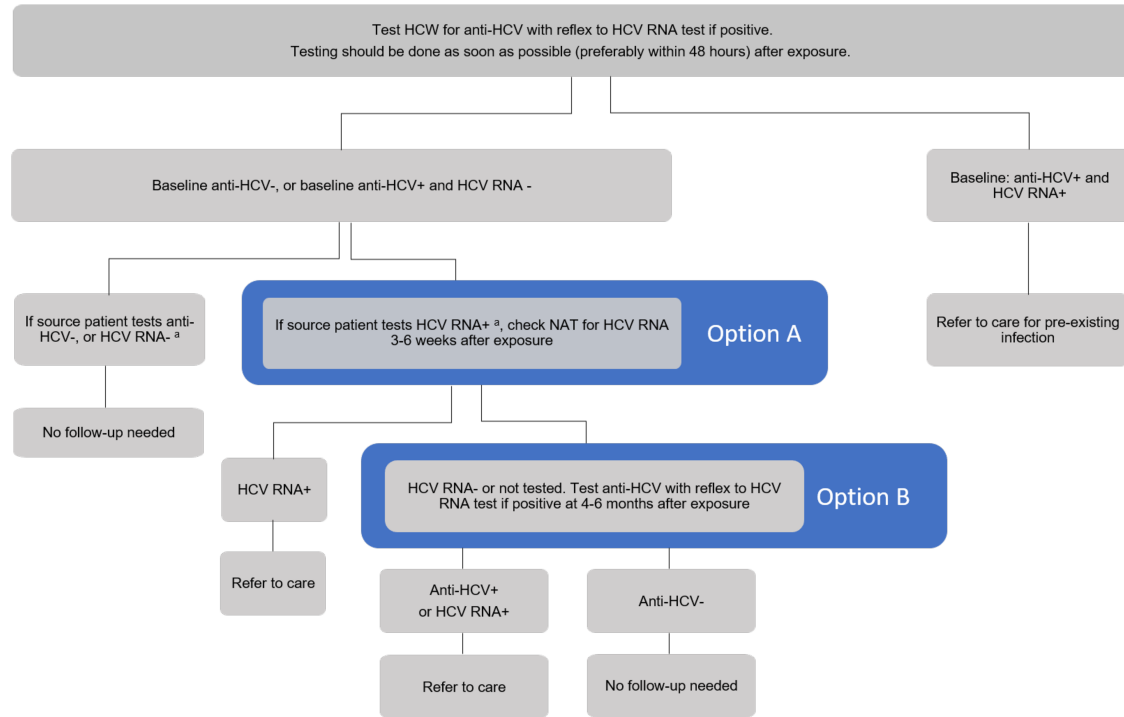 Test HCW for anti-HCV with reflex to HCV RNA test if positive.
Testing should be done as soon as possible (preferably within 48 hours) after exposure.
Baseline anti-HCV-, or baseline anti-HCV+ and HCV RNA -
Baseline: anti-HCV+ and
HCV RNA+
If source patient tests anti-
HCV-, or HCV RNA- ᵃ
If source patient tests HCV RNA+ ᵃ, check NAT for HCV RNA
3-6 weeks after exposure
Option A
Refer to care for pre-existing
infection
No follow-up needed
HCV RNA+
HCV RNA- or not tested. Test anti-HCV with reflex to HCV
RNA test if positive at 4-6 months after exposure
Option B
Refer to care
Anti-HCV+
or HCV RNA+
Anti-HCV-
Refer to care
No follow-up needed